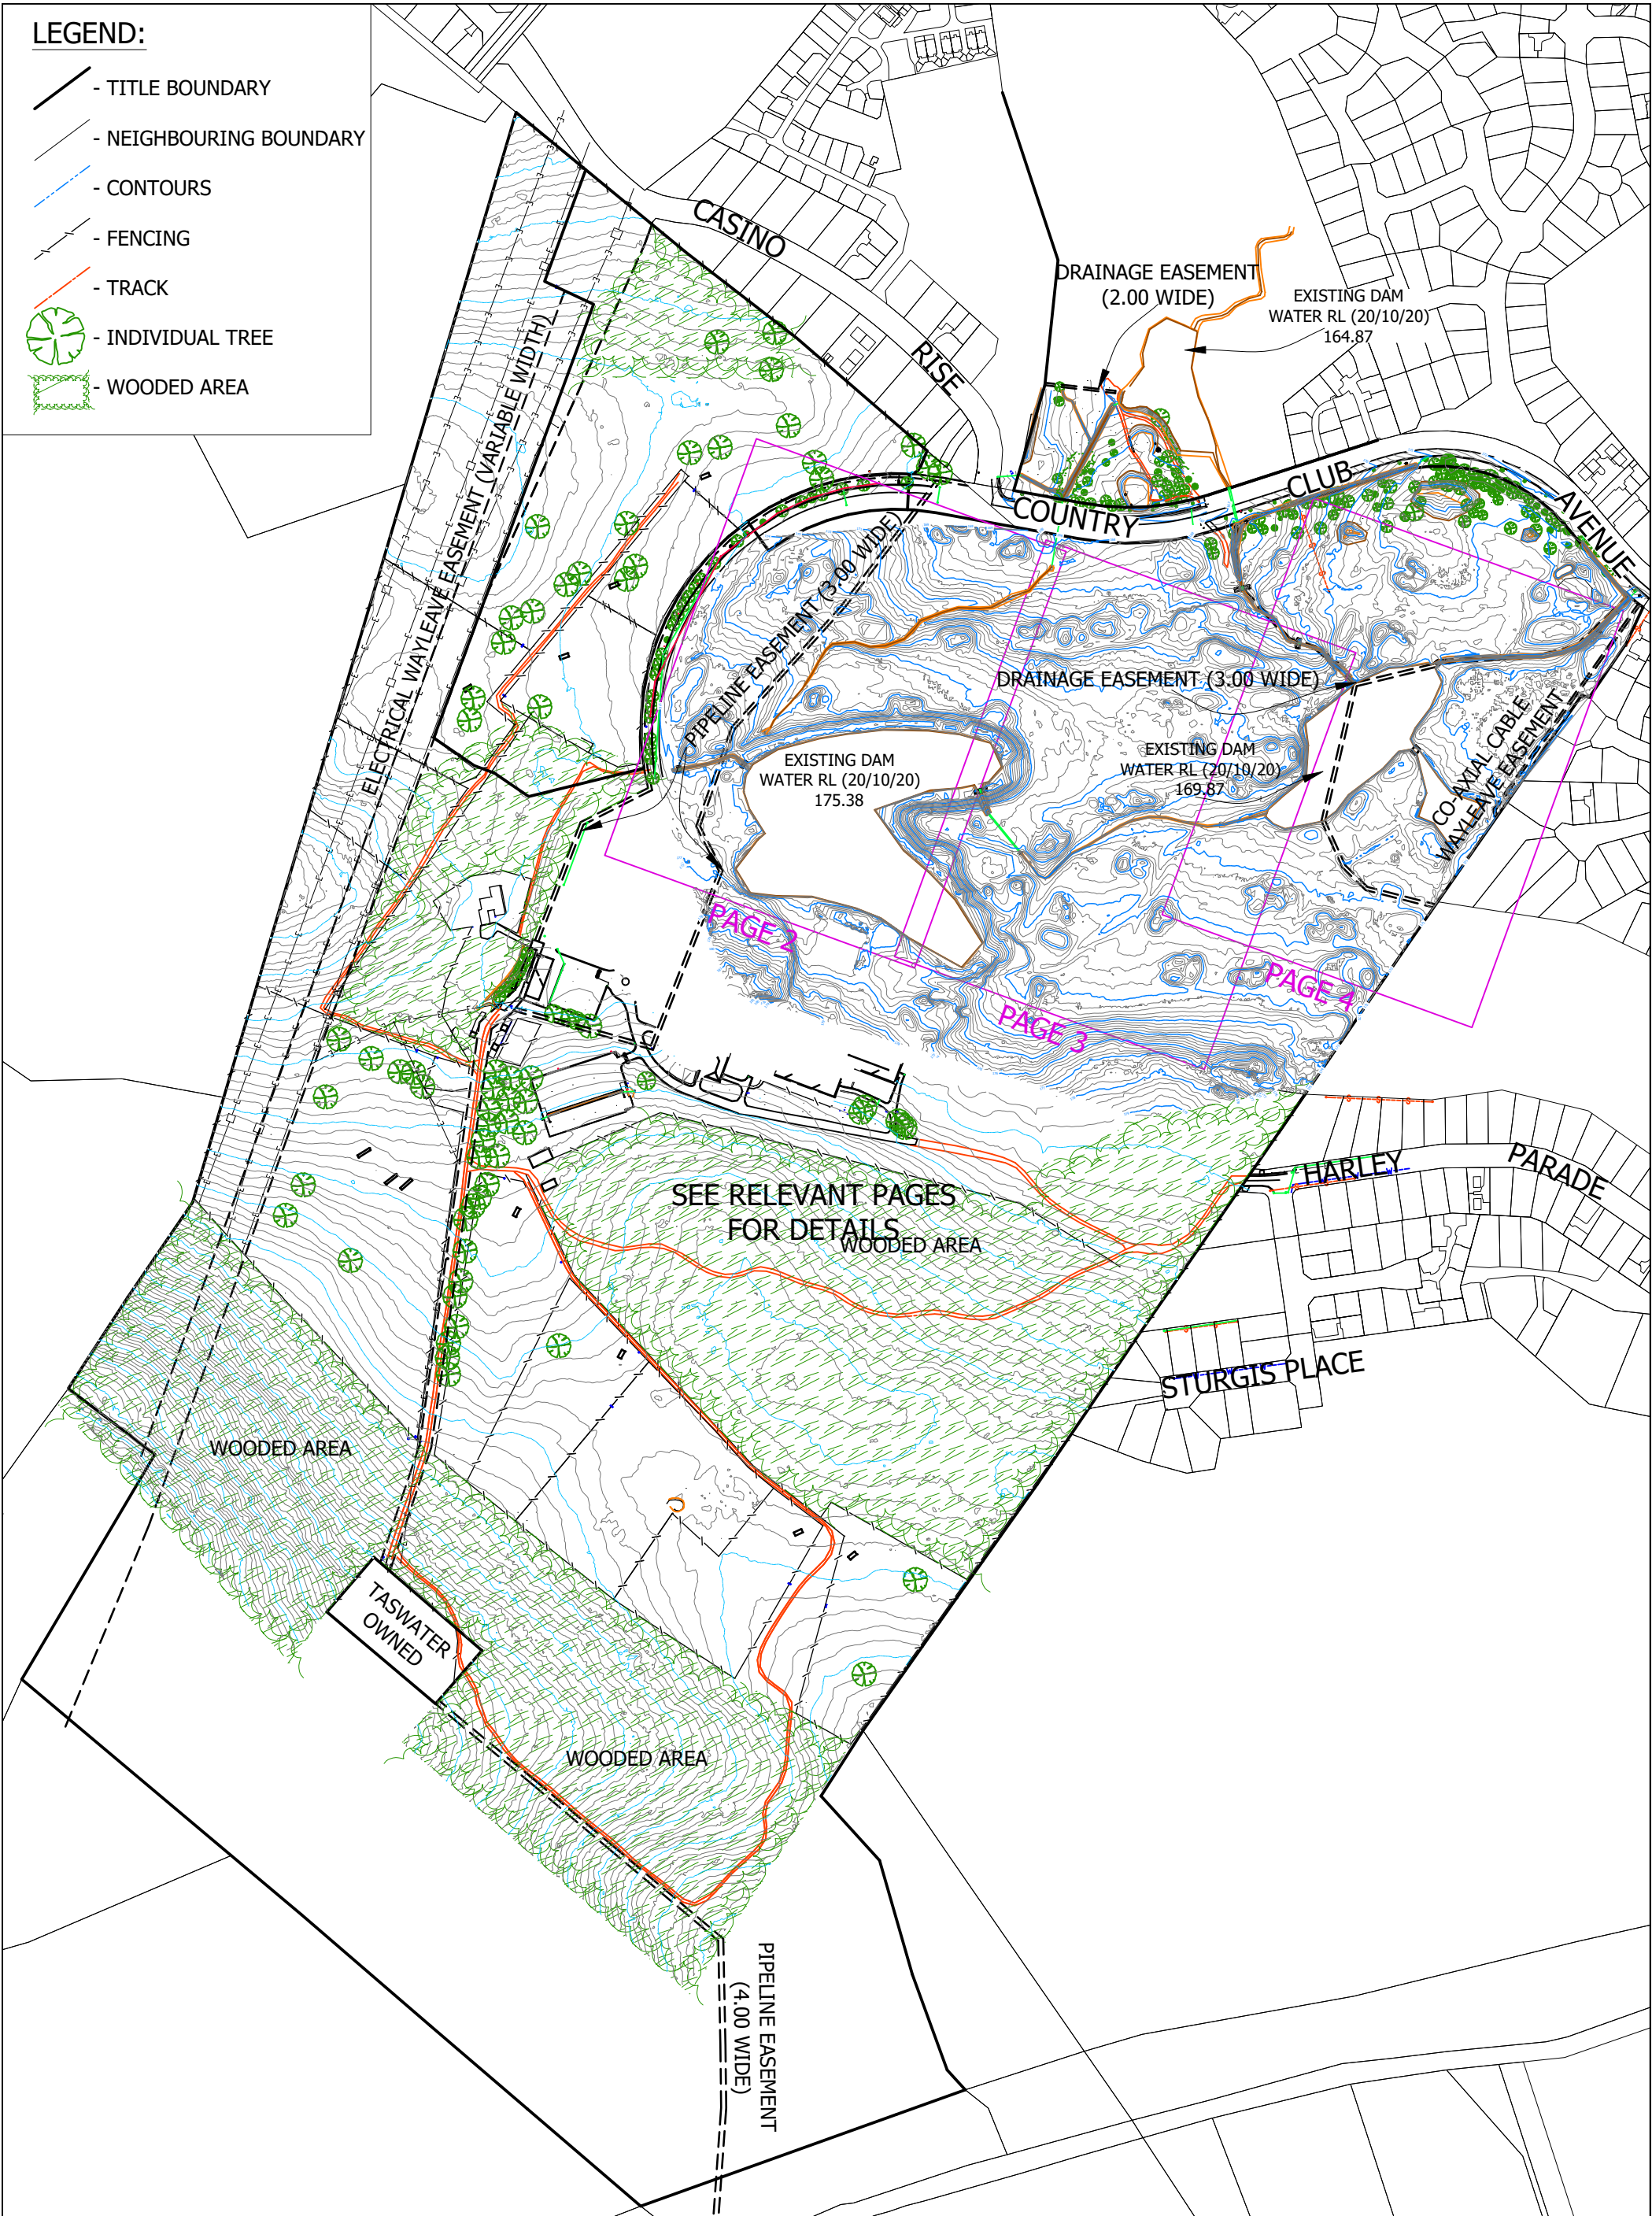 LEGEND:
- TITLE BOUNDARY
- NEIGHBOURING BOUNDARY
- CONTOURS
- FENCING
- TRACK
- INDIVIDUAL TREE
- WOODED AREA
CASINO
RISE
DRAINAGE EASEMENT
(2.00 WIDE)
EXISTING DAM
WATER RL (20/10/20)
164.87
ELECTRICAL WAYLEAVE EASEMENT (VARIABLE WIDTH)
COUNTRY
CLUB
AVENUE
PIPELINE EASEMENT (3.00 WIDE)
DRAINAGE EASEMENT (3.00 WIDE)
EXISTING DAM
WATER RL (20/10/20)
175.38
EXISTING DAM
WATER RL (20/10/20)
169.87
CO-AXIAL CABLE
WAYLEAVE EASEMENT
PAGE 2
PAGE 3
PAGE 4
HARLEY
PARADE
SEE RELEVANT PAGES
FOR DETAILS
WOODED AREA
STURGIS PLACE
WOODED AREA
TASWATER
OWNED
WOODED AREA
PIPELINE EASEMENT
(4.00 WIDE)